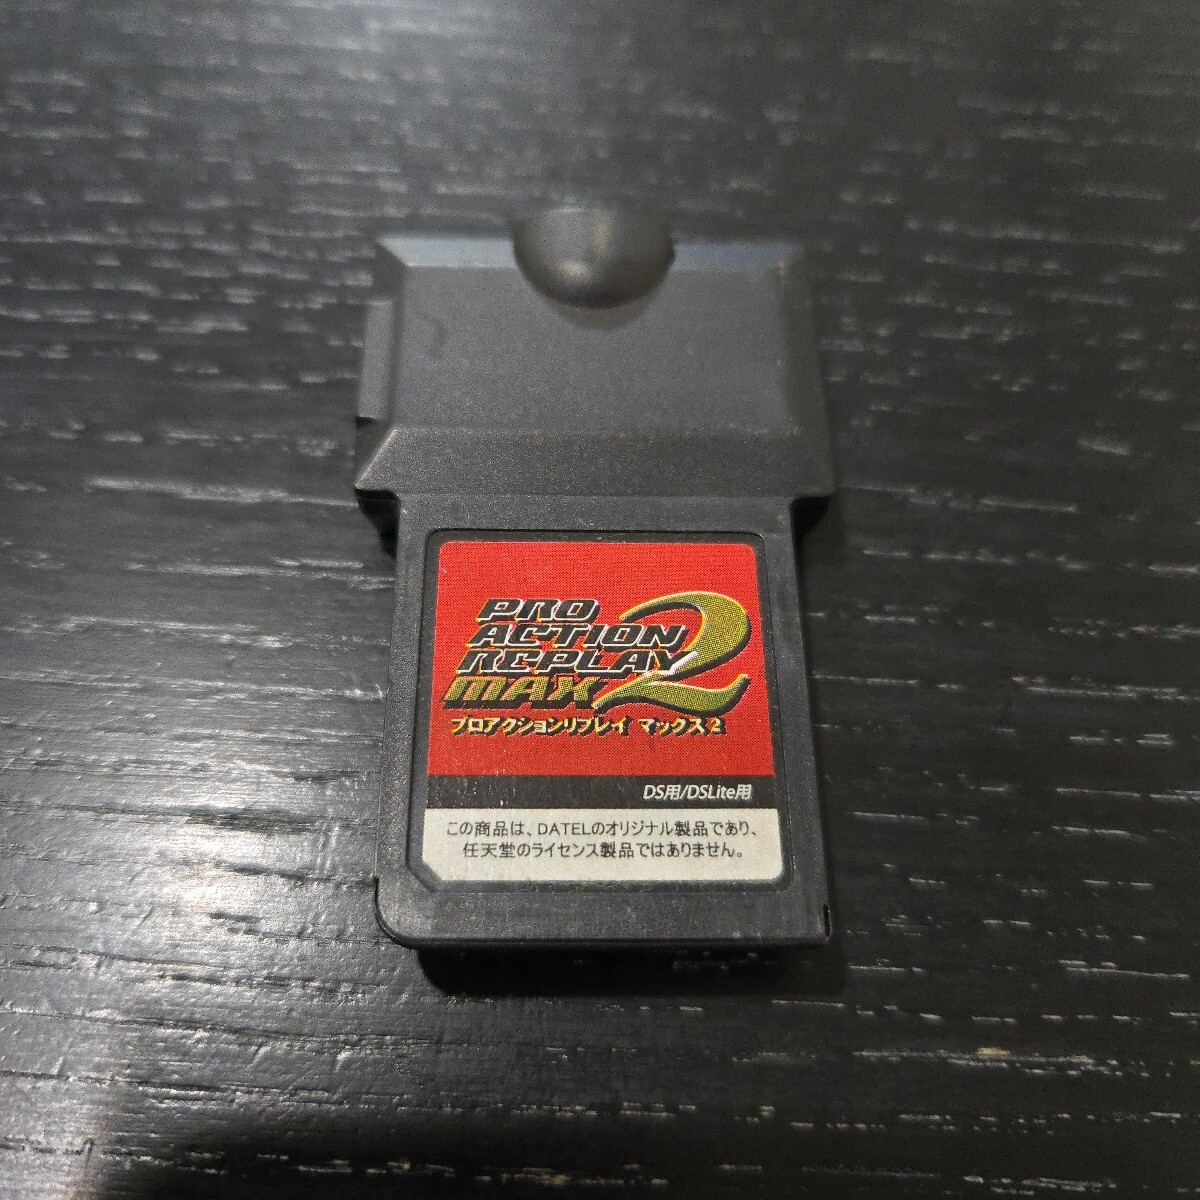 PRO
ACTION
REPLAY
MAX 2
プロアクションリプレイ マックス2
DS用/DSLite用
この商品は、DATELのオリジナル製品であり、
任天堂のライセンス製品ではありません。